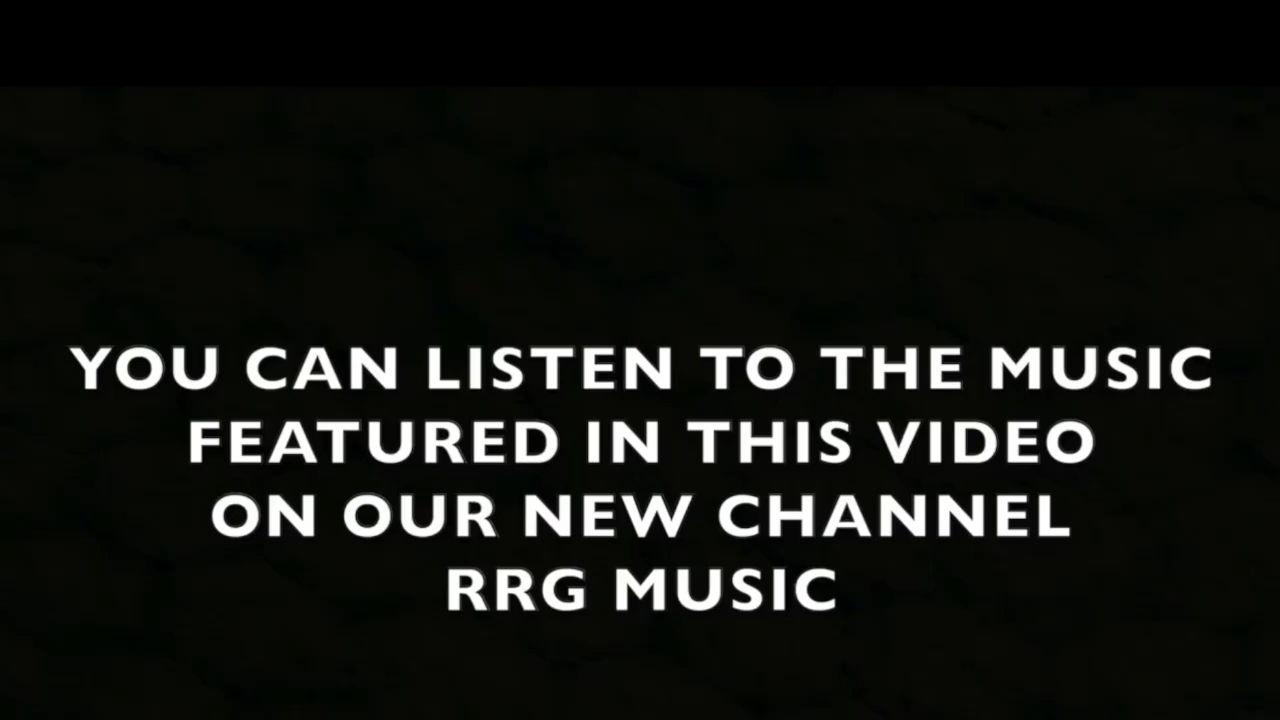 YOU CAN LISTEN TO THE MUSIC
FEATURED IN THIS VIDEO
ON OUR NEW CHANNEL
RRG MUSIC